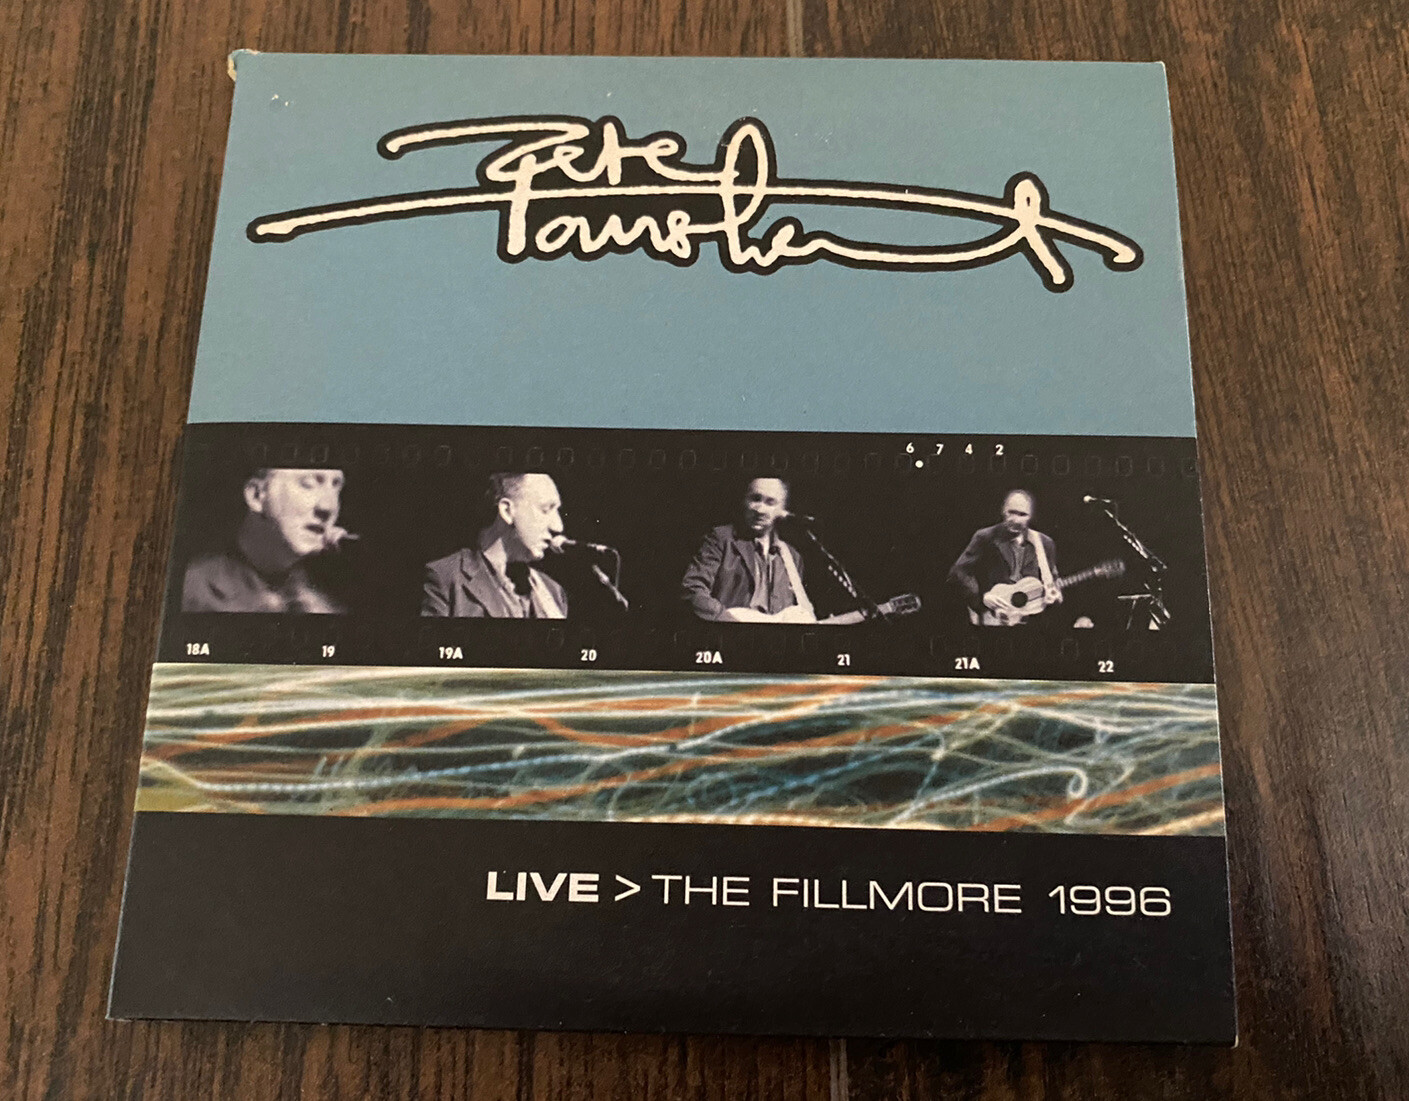 Pete
Townshend
6 7 4 2
18A 19 19A 20 20A 21 21A 22
LIVE > THE FILLMORE 1996